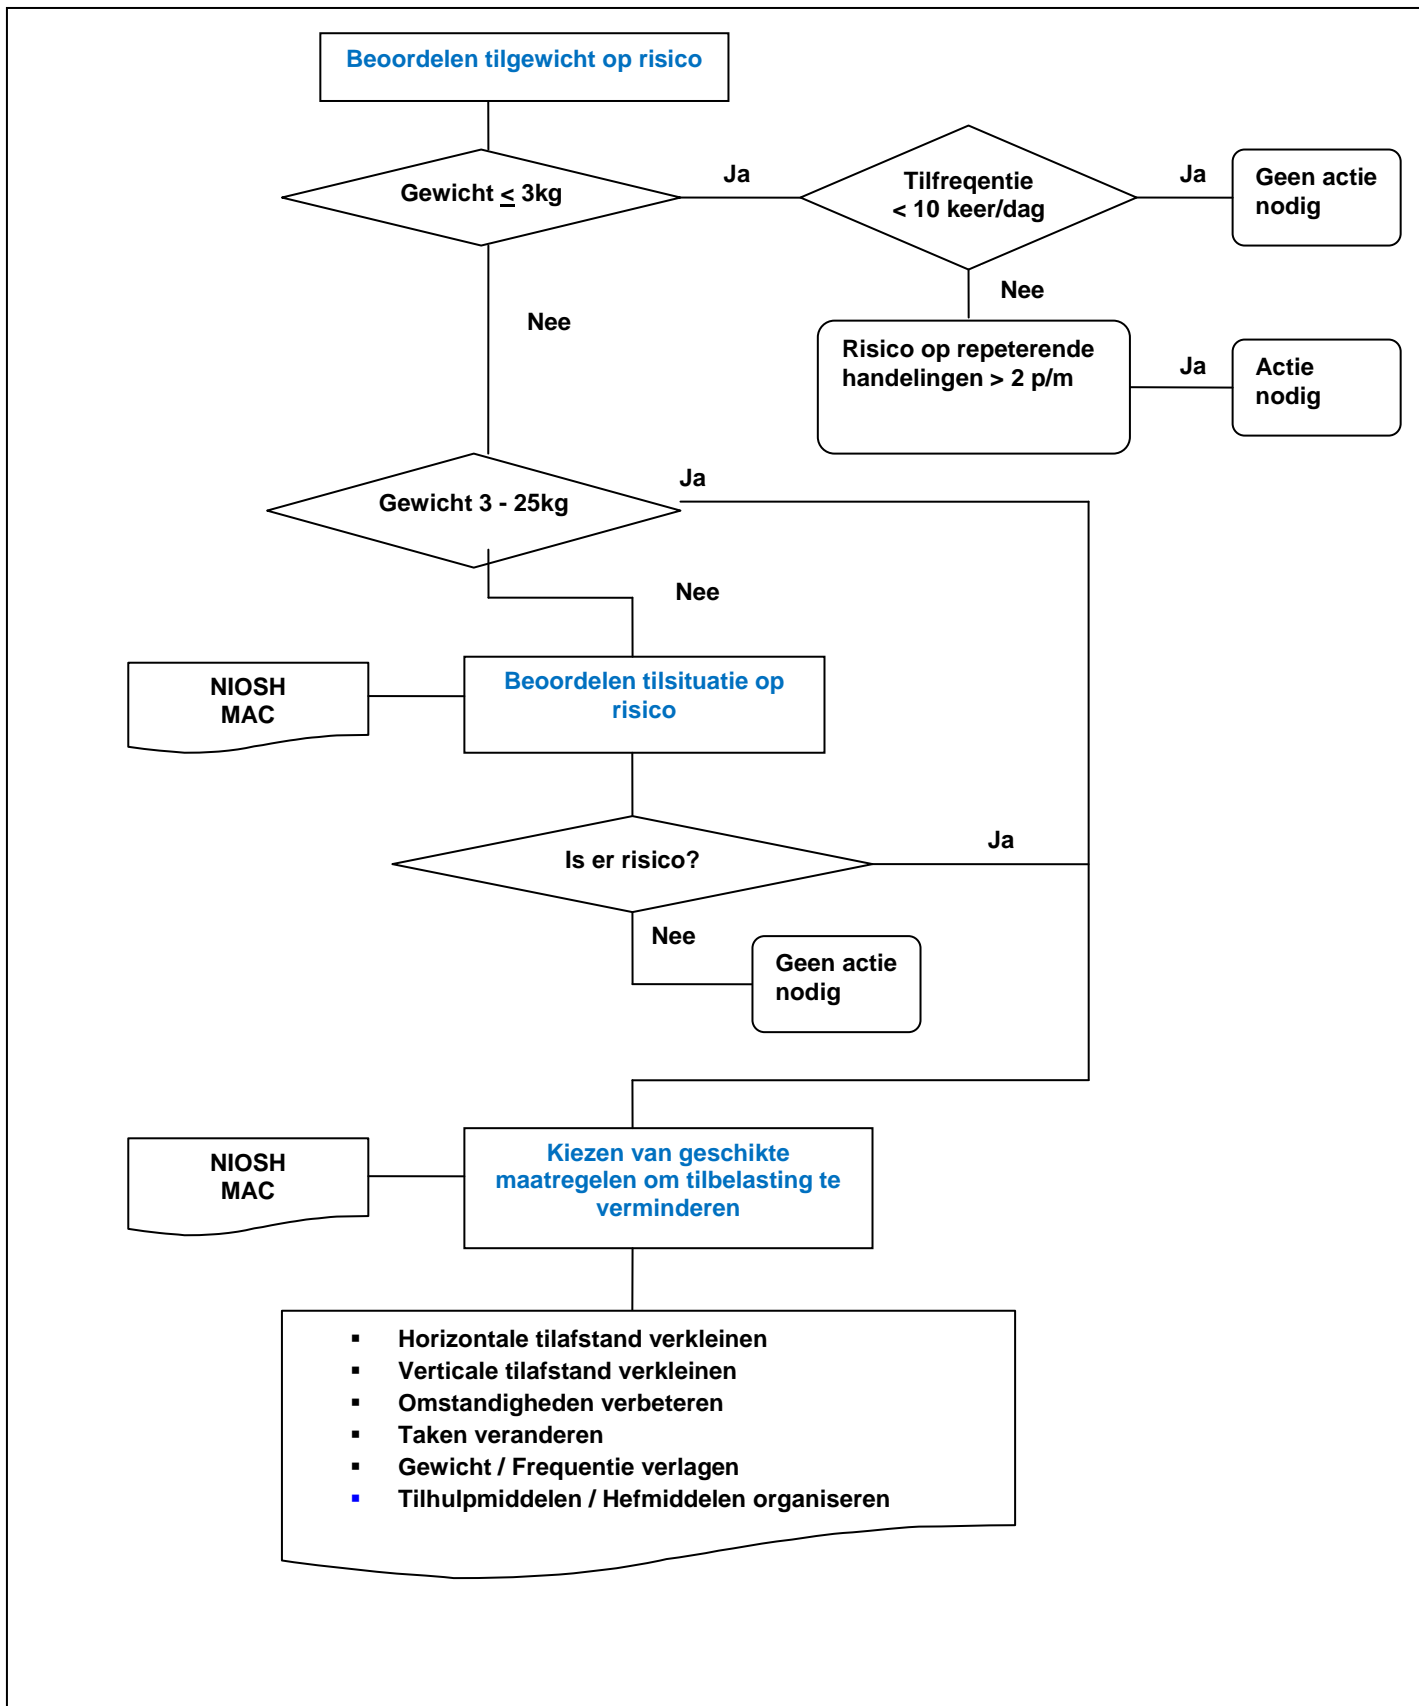 Beoordelen tilgewicht op risico
Gewicht ≤ 3kg
Ja
Tilfreqentie
< 10 keer/dag
Ja
Geen actie
nodig
Nee
Nee
Risico op repeterende
handelingen > 2 p/m
Ja
Actie
nodig
Gewicht 3 - 25kg
Ja
Nee
NIOSH
MAC
Beoordelen tilsituatie op
risico
Is er risico?
Ja
Nee
Geen actie
nodig
NIOSH
MAC
Kiezen van geschikte
maatregelen om tilbelasting te
verminderen
▪ Horizontale tilafstand verkleinen
▪ Verticale tilafstand verkleinen
▪ Omstandigheden verbeteren
▪ Taken veranderen
▪ Gewicht / Frequentie verlagen
▪ Tilhulpmiddelen / Hefmiddelen organiseren